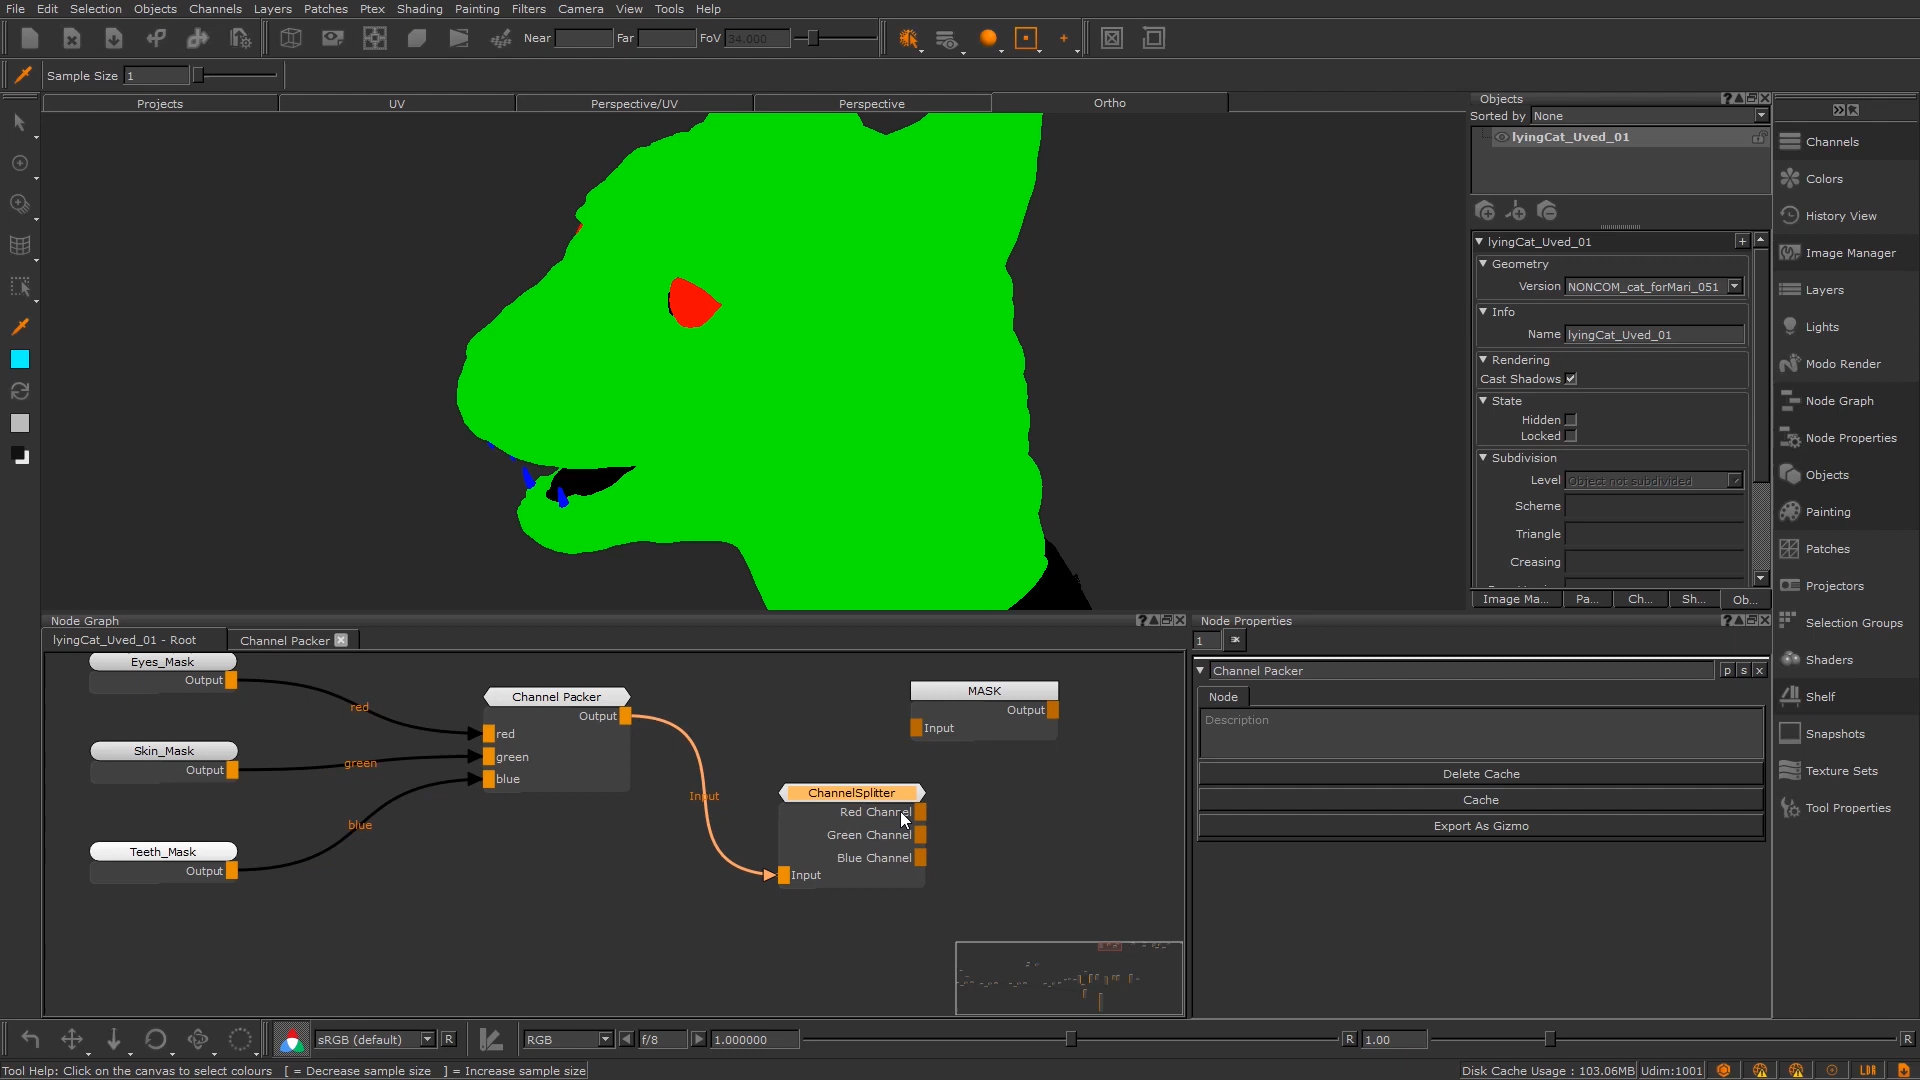 File Edit Selection Objects Channels Layers Patches Ptex Shading Painting Filters Camera View Tools Help
Near Far FoV 34.000
Sample Size 1
Projects UV Perspective/UV Perspective Ortho
Objects
Sorted by None
lyingCat_Uved_01
lyingCat_Uved_01
Geometry
Version NONCOM_cat_forMari_051
Info
Name lyingCat_Uved_01
Rendering
Cast Shadows
State
Hidden
Locked
Subdivision
Level Object not subdivided
Scheme
Triangle
Creasing
Image Ma... Pa... Ch... Sh... Ob...
Channels
Colors
History View
Image Manager
Layers
Lights
Modo Render
Node Graph
Node Properties
Objects
Painting
Patches
Projectors
Selection Groups
Shaders
Shelf
Snapshots
Texture Sets
Tool Properties
Node Graph
lyingCat_Uved_01 - Root Channel Packer
Eyes_Mask
Output
red
Skin_Mask
Output
green
Teeth_Mask
Output
blue
Channel Packer
Output
red
green
blue
Input
MASK
Output
Input
ChannelSplitter
Red Channel
Green Channel
Blue Channel
Input
Node Properties
1
Channel Packer p s x
Node
Description
Delete Cache
Cache
Export As Gizmo
sRGB (default) R RGB f/8 1.000000 R 1.00 R
Tool Help: Click on the canvas to select colours [ = Decrease sample size ] = Increase sample size
Disk Cache Usage : 103.06MB Udim:1001 LDR